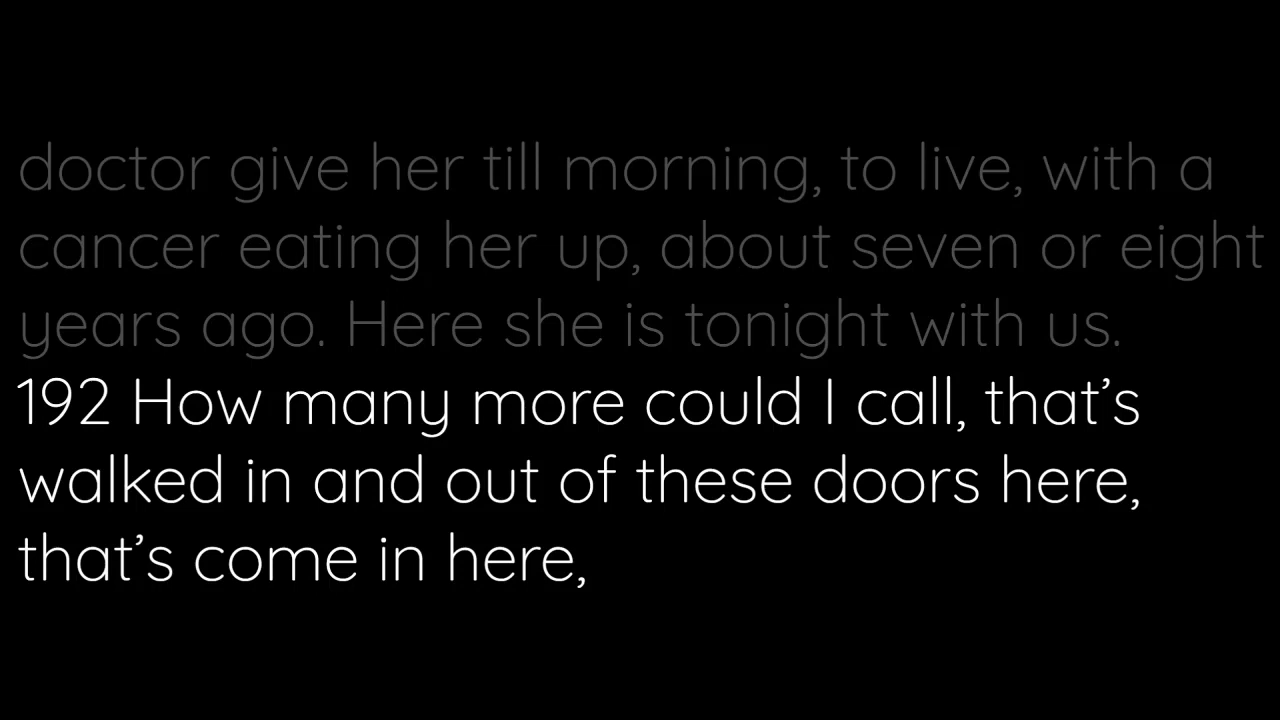 doctor give her till morning, to live, with a
cancer eating her up, about seven or eight
years ago. Here she is tonight with us.
192 How many more could I call, that’s
walked in and out of these doors here,
that’s come in here,